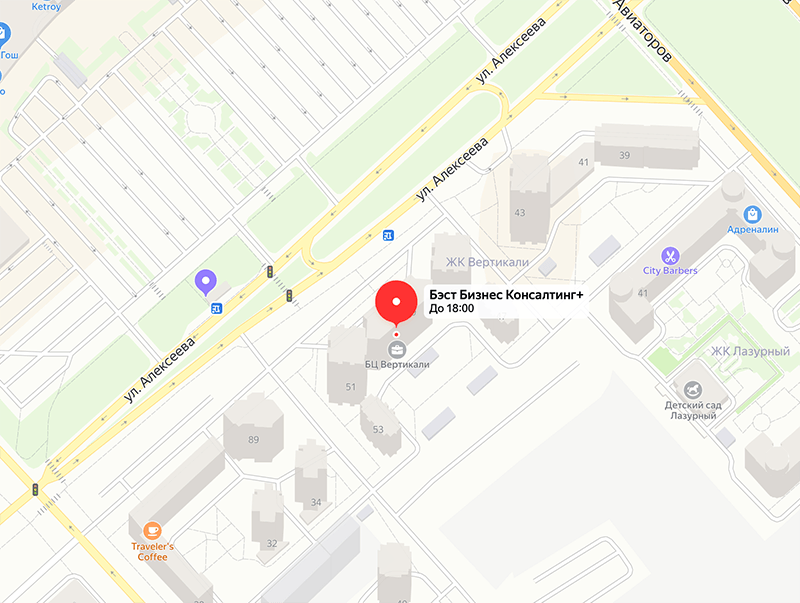 Ketroy
Гош
о
Авиаторов
ул. Алексеева
ул. Алексеева
39
41
43
Адреналин
ЖК Вертикали
City Barbers
41
Бэст Бизнес Консалтинг+
До 18:00
ул. Алексеева
ЖК Лазурный
БЦ Вертикали
51
Детский сад
Лазурный
53
89
34
32
Traveler's
Coffee
18
40